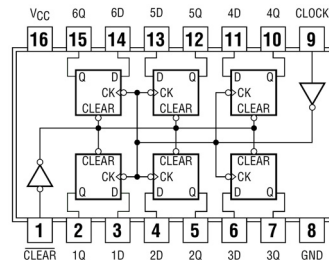 VCC 6Q 6D 5D 5Q 4D 4Q CLOCK
16 15 14 13 12 11 10 9
Q D D Q D Q
CK CK CK
CLEAR CLEAR CLEAR
CLEAR CLEAR CLEAR
CK CK CK
Q D D Q D Q
1 2 3 4 5 6 7 8
CLEAR 1Q 1D 2D 2Q 3D 3Q GND